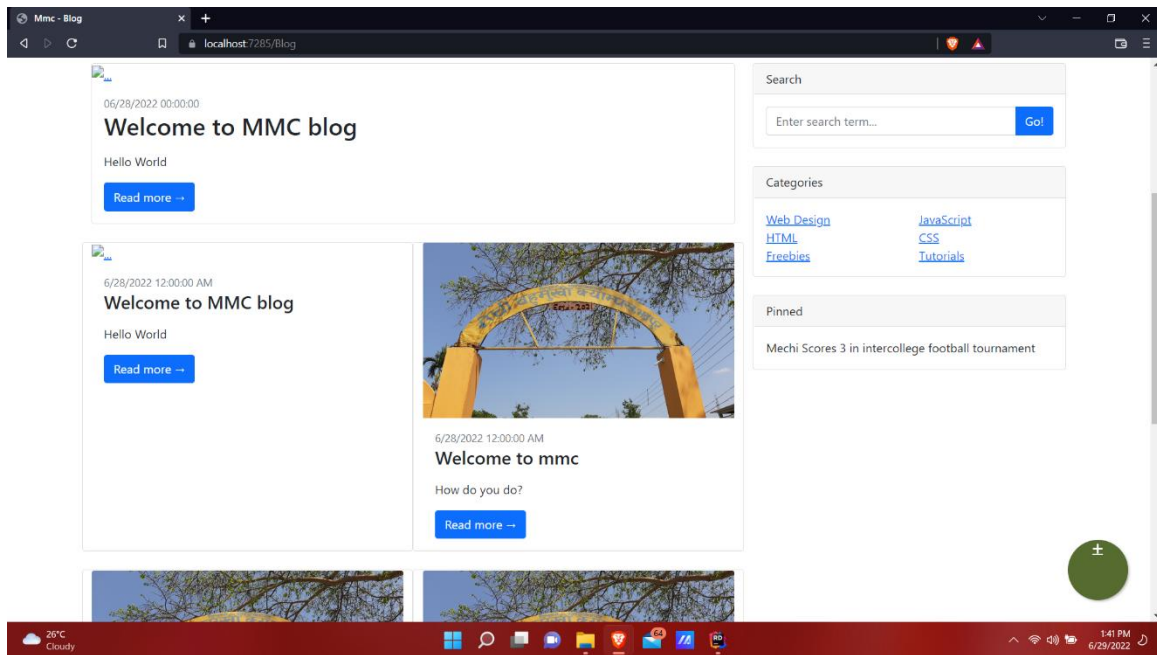 Mmc - Blog
localhost:7285/Blog
...
06/28/2022 00:00:00
Welcome to MMC blog
Hello World
Read more →
...
6/28/2022 12:00:00 AM
Welcome to MMC blog
Hello World
Read more →
6/28/2022 12:00:00 AM
Welcome to mmc
How do you do?
Read more →
Search
Enter search term...
Go!
Categories
Web Design
JavaScript
HTML
CSS
Freebies
Tutorials
Pinned
Mechi Scores 3 in intercollege football tournament
±
26°C
Cloudy
64
RD
1:41 PM
6/29/2022